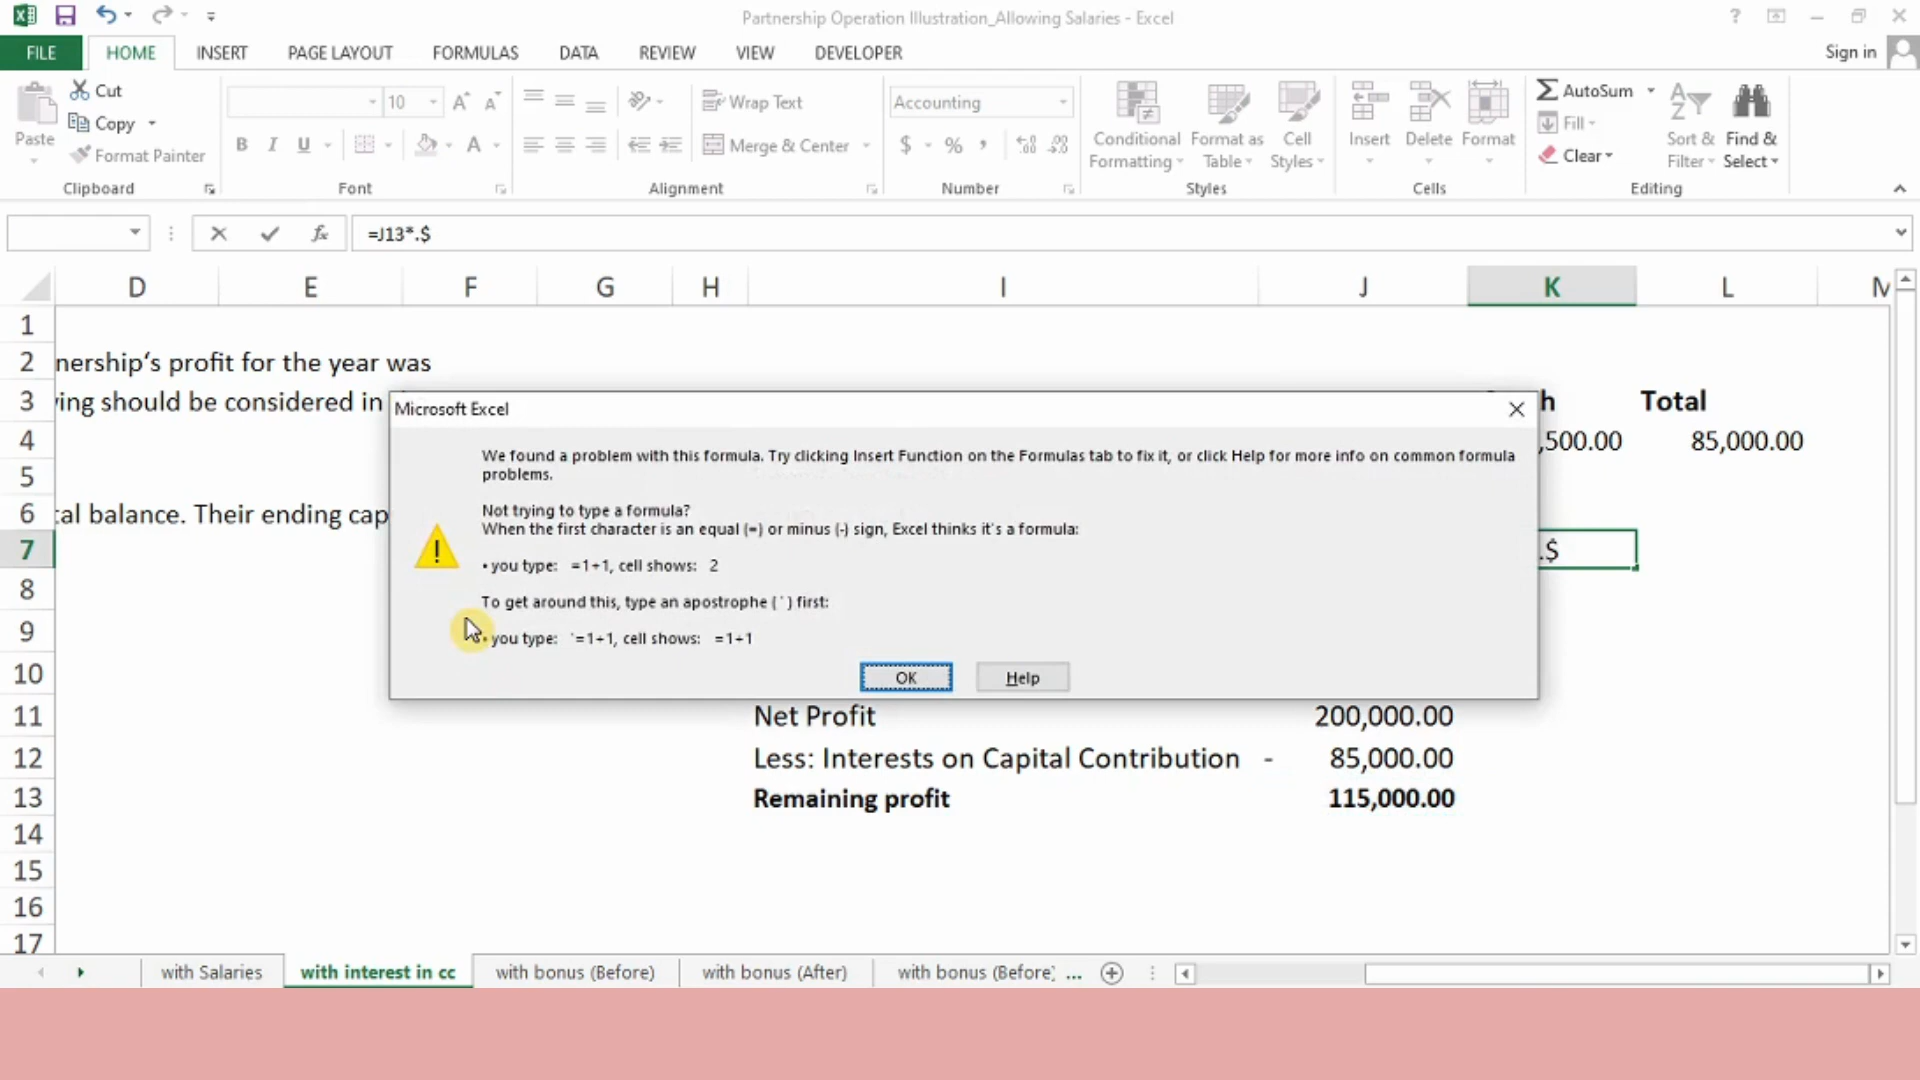 Partnership Operation Illustration_Allowing Salaries - Excel
?
FILE HOME INSERT PAGE LAYOUT FORMULAS DATA REVIEW VIEW DEVELOPER Sign in
Paste
Cut
Copy
Format Painter
Clipboard
10
B I U A
Font
Wrap Text
Merge & Center
Alignment
Accounting
$ % ,
Number
Conditional Formatting
Format as Table
Cell Styles
Styles
Insert
Delete
Format
Cells
AutoSum
Fill
Clear
Sort & Filter
Find & Select
Editing
fx
=J13*.$
D E F G H I J K L
1
2 nership‘s profit for the year was
3 ing should be considered in h Total
4 ,500.00 85,000.00
5
6 tal balance. Their ending cap
7 .$
8
9
10
11 Net Profit 200,000.00
12 Less: Interests on Capital Contribution - 85,000.00
13 Remaining profit 115,000.00
14
15
16
17
Microsoft Excel
We found a problem with this formula. Try clicking Insert Function on the Formulas tab to fix it, or click Help for more info on common formula
problems.
Not trying to type a formula?
When the first character is an equal (=) or minus (-) sign, Excel thinks it's a formula:
• you type: =1+1, cell shows: 2
To get around this, type an apostrophe ( ' ) first:
• you type: '=1+1, cell shows: =1+1
OK Help
with Salaries with interest in cc with bonus (Before) with bonus (After) with bonus (Before) ...